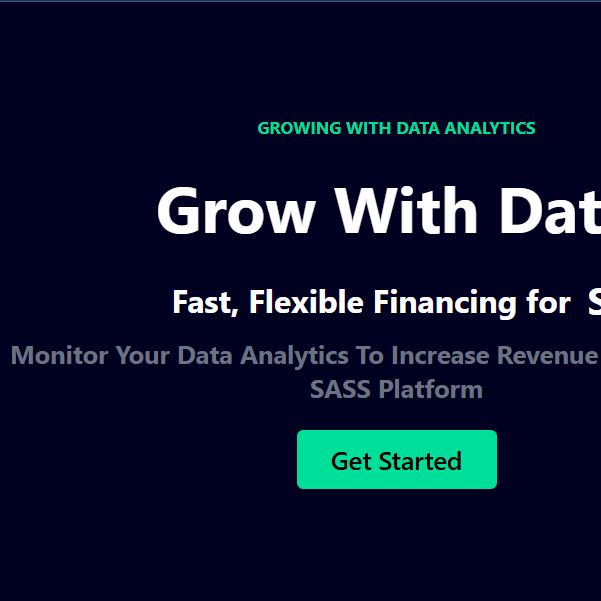 GROWING WITH DATA ANALYTICS
Grow With Dat
Fast, Flexible Financing for S
Monitor Your Data Analytics To Increase Revenue
SASS Platform
Get Started